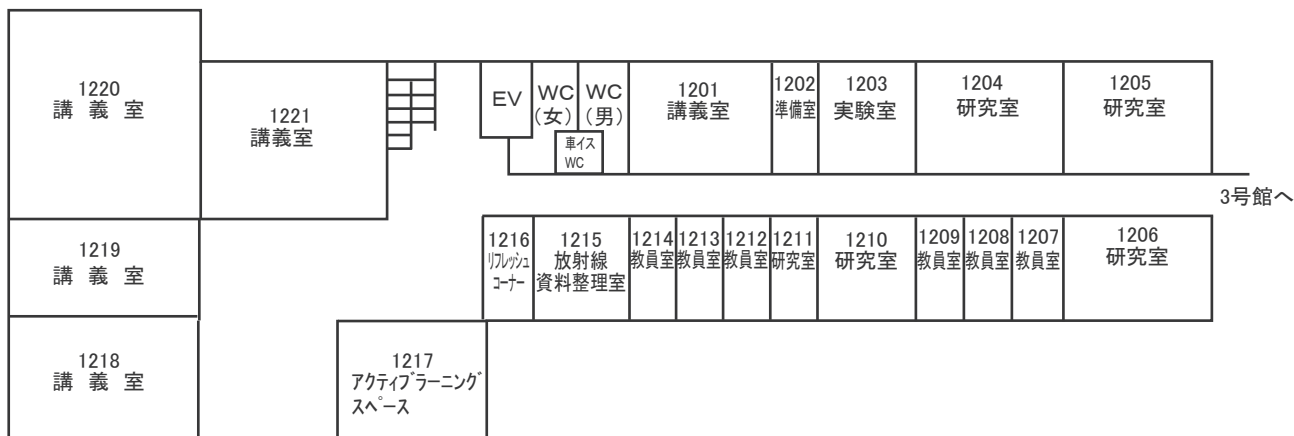 1220
講 義 室
1221
講義室
EV
WC
(女)
WC
(男)
車イス
WC
1201
講義室
1202
準備室
1203
実験室
1204
研究室
1205
研究室
3号館へ
1219
講 義 室
1216
リフレッシュ
コーナー
1215
放射線
資料整理室
1214
教員室
1213
教員室
1212
教員室
1211
研究室
1210
研究室
1209
教員室
1208
教員室
1207
教員室
1206
研究室
1218
講 義 室
1217
アクティブラーニング
スペース